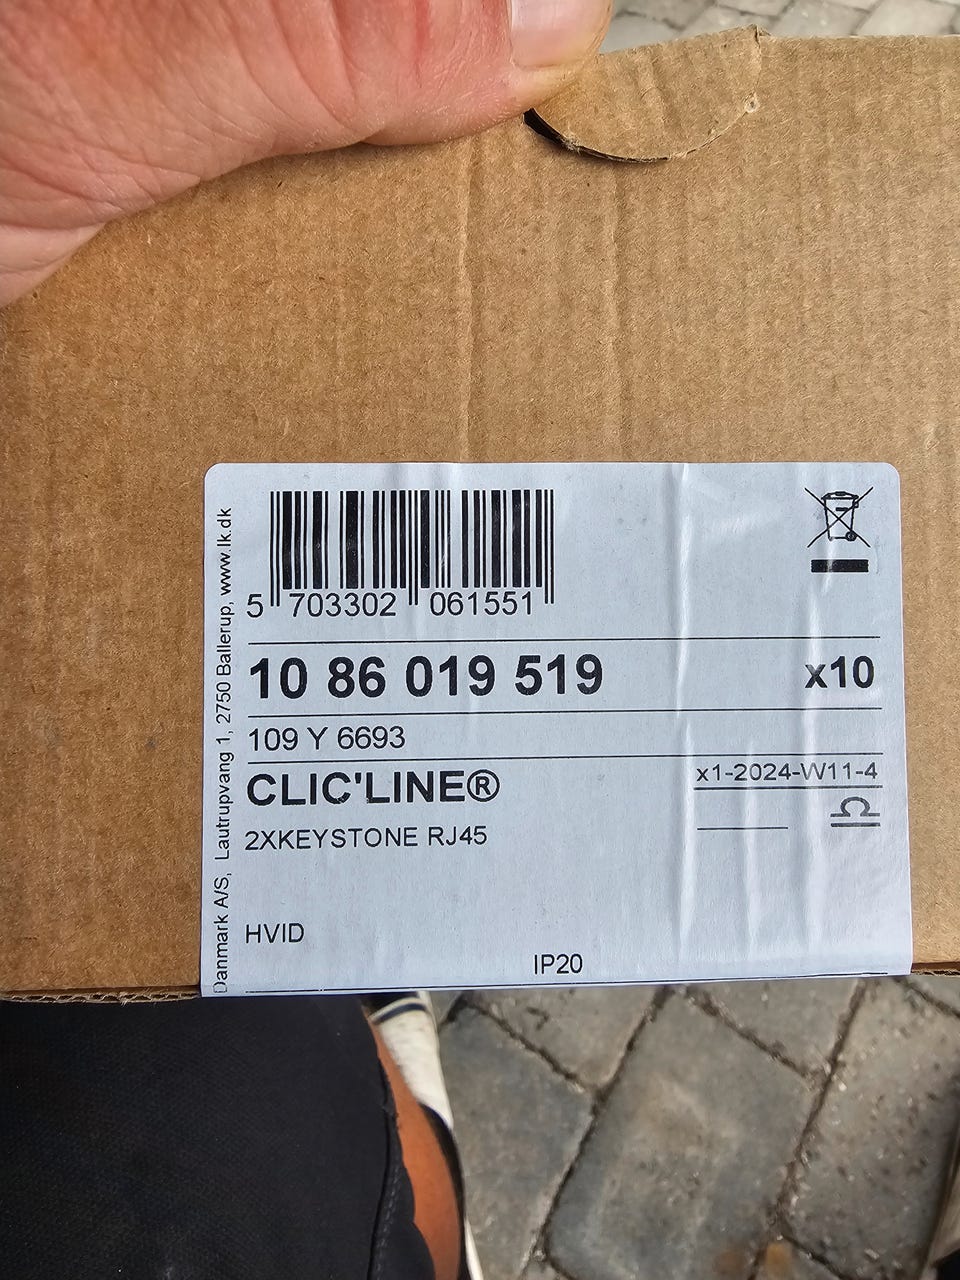 Danmark A/S, Lautrupvang 1, 2750 Ballerup, www.lk.dk
5 703302 061551
10 86 019 519 x10
109 Y 6693
CLIC'LINE® x1-2024-W11-4
2XKEYSTONE RJ45
HVID
IP20